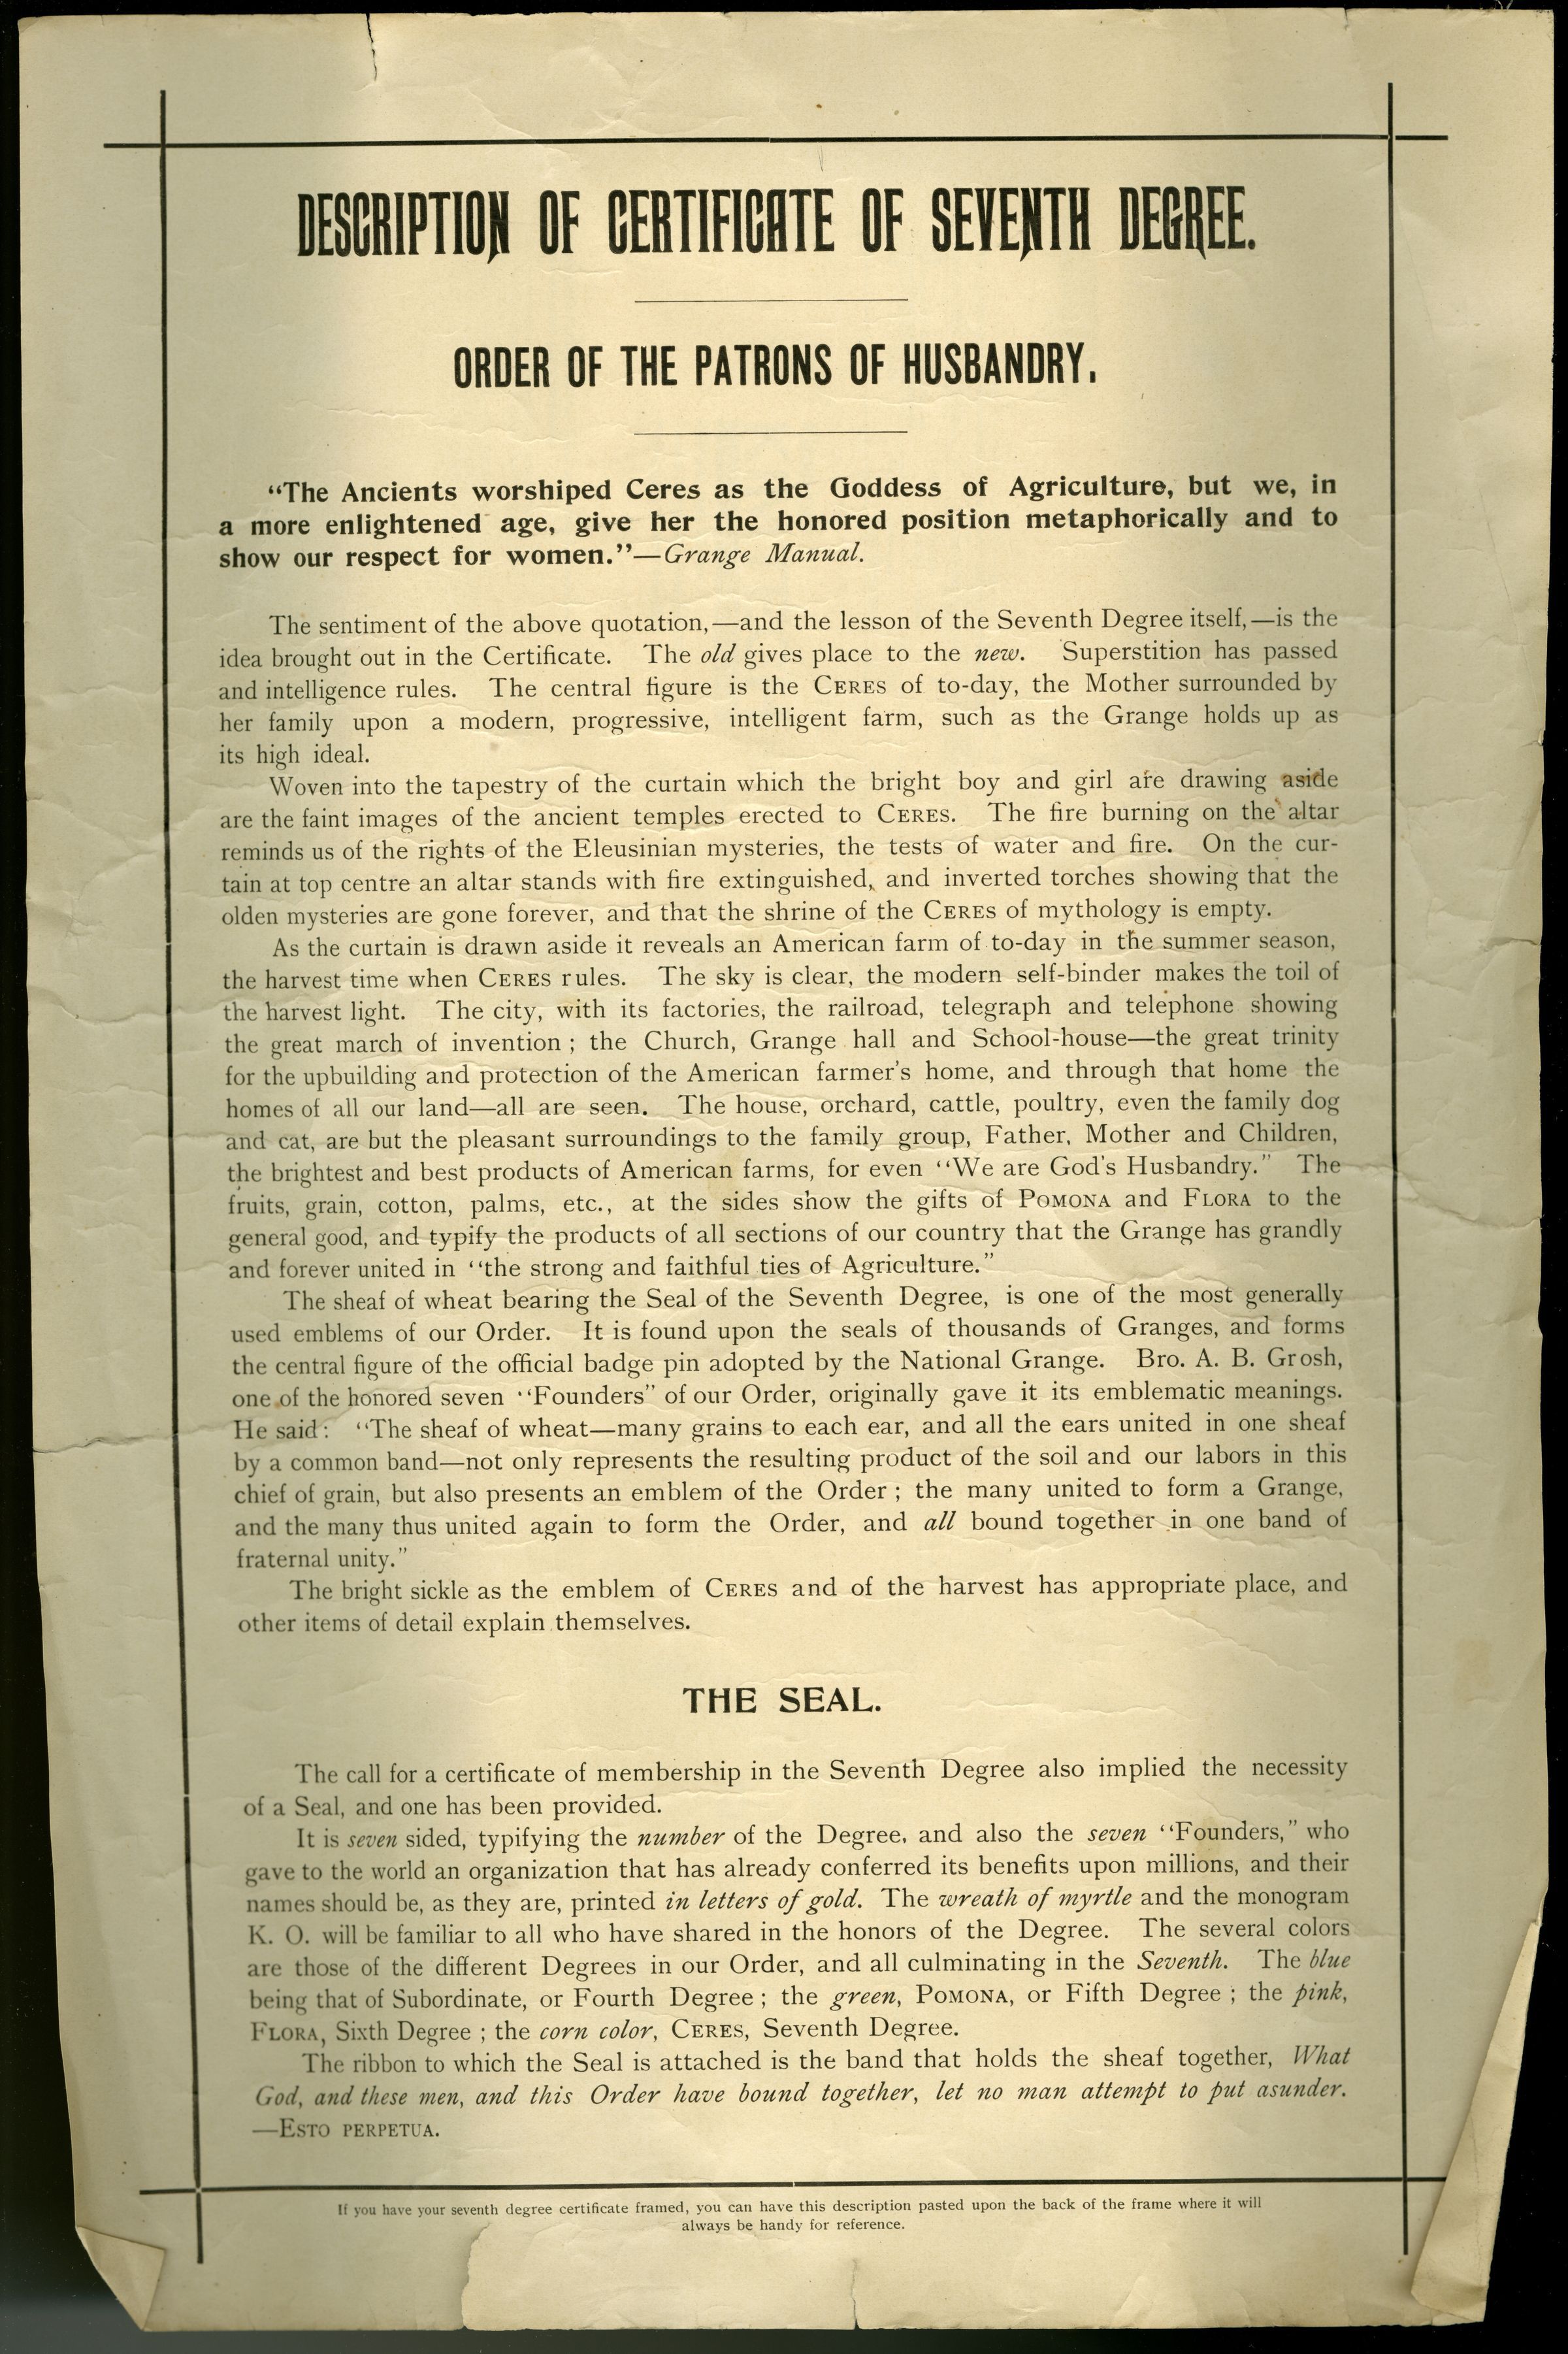 DESCRIPTION OF CERTIFICATE OF SEVENTH DEGREE.
ORDER OF THE PATRONS OF HUSBANDRY.
“The Ancients worshiped Ceres as the Goddess of Agriculture, but we, in
a more enlightened age, give her the honored position metaphorically and to
show our respect for women.”—Grange Manual.
The sentiment of the above quotation,—and the lesson of the Seventh Degree itself,—is the
idea brought out in the Certificate. The old gives place to the new. Superstition has passed
and intelligence rules. The central figure is the CERES of to-day, the Mother surrounded by
her family upon a modern, progressive, intelligent farm, such as the Grange holds up as
its high ideal.
Woven into the tapestry of the curtain which the bright boy and girl are drawing aside
are the faint images of the ancient temples erected to CERES. The fire burning on the altar
reminds us of the rights of the Eleusinian mysteries, the tests of water and fire. On the cur-
tain at top centre an altar stands with fire extinguished, and inverted torches showing that the
olden mysteries are gone forever, and that the shrine of the CERES of mythology is empty.
As the curtain is drawn aside it reveals an American farm of to-day in the summer season,
the harvest time when CERES rules. The sky is clear, the modern self-binder makes the toil of
the harvest light. The city, with its factories, the railroad, telegraph and telephone showing
the great march of invention ; the Church, Grange hall and School-house—the great trinity
for the upbuilding and protection of the American farmer’s home, and through that home the
homes of all our land—all are seen. The house, orchard, cattle, poultry, even the family dog
and cat, are but the pleasant surroundings to the family group, Father, Mother and Children,
the brightest and best products of American farms, for even “We are God’s Husbandry.” The
fruits, grain, cotton, palms, etc., at the sides show the gifts of POMONA and FLORA to the
general good, and typify the products of all sections of our country that the Grange has grandly
and forever united in “the strong and faithful ties of Agriculture.”
The sheaf of wheat bearing the Seal of the Seventh Degree, is one of the most generally
used emblems of our Order. It is found upon the seals of thousands of Granges, and forms
the central figure of the official badge pin adopted by the National Grange. Bro. A. B. Grosh,
one of the honored seven “Founders” of our Order, originally gave it its emblematic meanings.
He said : “The sheaf of wheat—many grains to each ear, and all the ears united in one sheaf
by a common band—not only represents the resulting product of the soil and our labors in this
chief of grain, but also presents an emblem of the Order ; the many united to form a Grange,
and the many thus united again to form the Order, and all bound together in one band of
fraternal unity.”
The bright sickle as the emblem of CERES and of the harvest has appropriate place, and
other items of detail explain themselves.
THE SEAL.
The call for a certificate of membership in the Seventh Degree also implied the necessity
of a Seal, and one has been provided.
It is seven sided, typifying the number of the Degree, and also the seven “Founders,” who
gave to the world an organization that has already conferred its benefits upon millions, and their
names should be, as they are, printed in letters of gold. The wreath of myrtle and the monogram
K. O. will be familiar to all who have shared in the honors of the Degree. The several colors
are those of the different Degrees in our Order, and all culminating in the Seventh. The blue
being that of Subordinate, or Fourth Degree ; the green, POMONA, or Fifth Degree ; the pink,
FLORA, Sixth Degree ; the corn color, CERES, Seventh Degree.
The ribbon to which the Seal is attached is the band that holds the sheaf together, What
God, and these men, and this Order have bound together, let no man attempt to put asunder.
—ESTO PERPETUA.
If you have your seventh degree certificate framed, you can have this description pasted upon the back of the frame where it will
always be handy for reference.